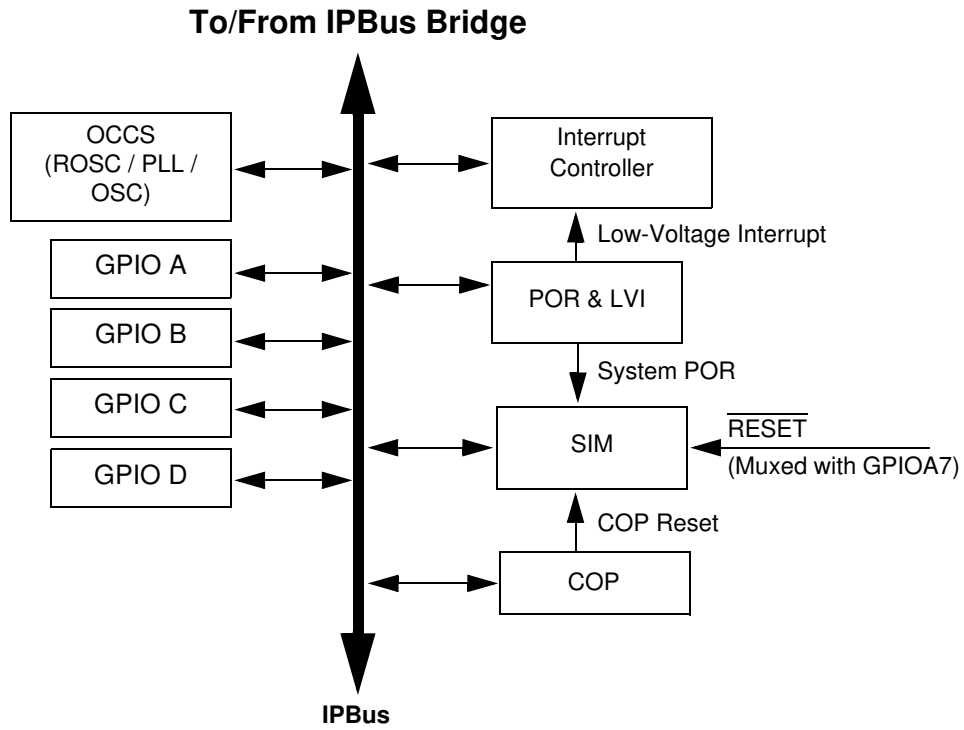 To/From IPBus Bridge
OCCS
(ROSC / PLL /
OSC)
GPIO A
GPIO B
GPIO C
GPIO D
Interrupt
Controller
Low-Voltage Interrupt
POR & LVI
System POR
SIM
RESET
(Muxed with GPIOA7)
COP Reset
COP
IPBus